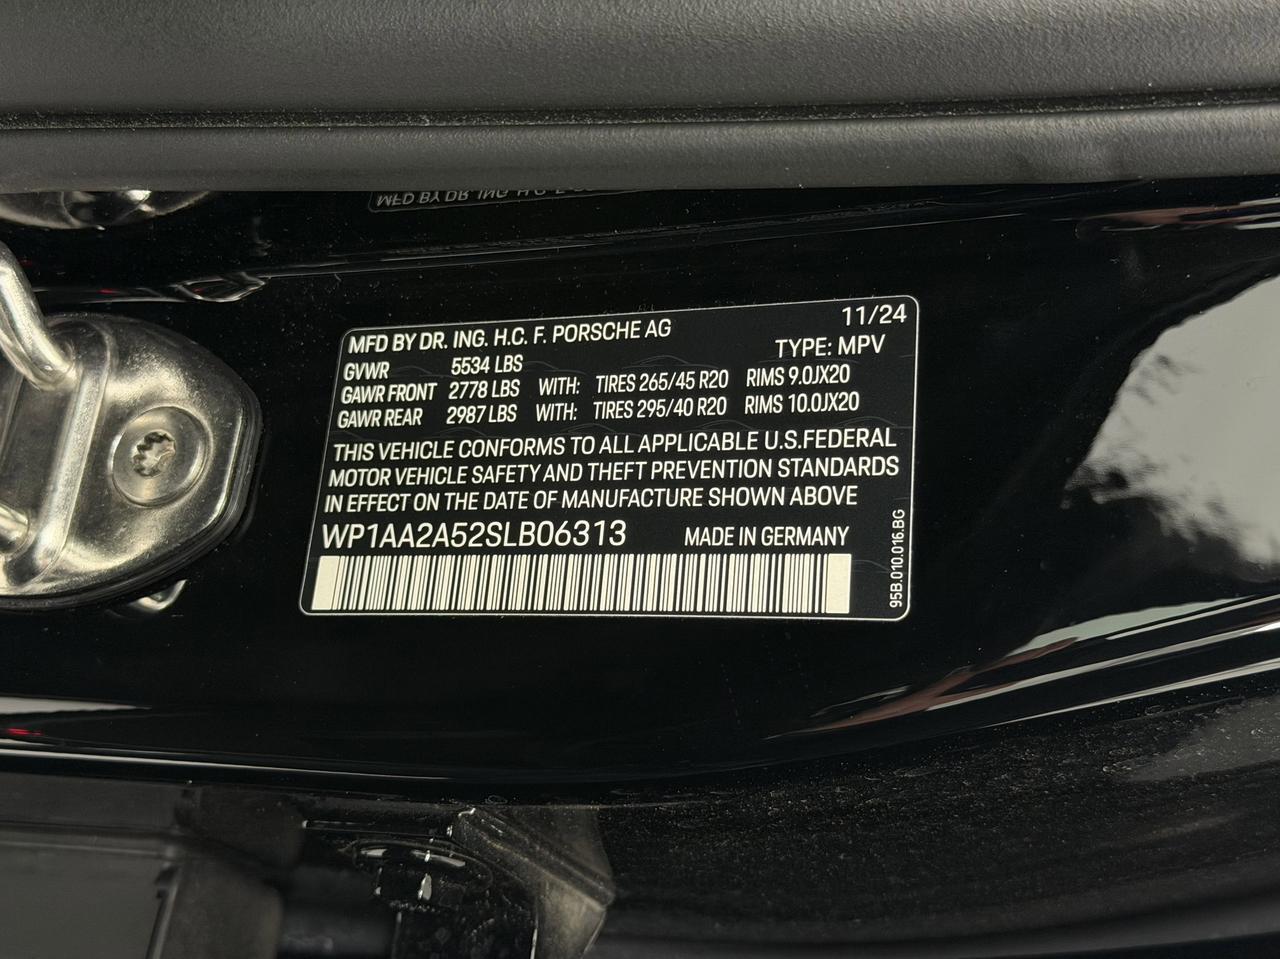 MFD BY DR. ING. H.C. F. PORSCHE AG 11/24
GVWR 5534 LBS TYPE: MPV
GAWR FRONT 2778 LBS WITH: TIRES 265/45 R20 RIMS 9.0JX20
GAWR REAR 2987 LBS WITH: TIRES 295/40 R20 RIMS 10.0JX20
THIS VEHICLE CONFORMS TO ALL APPLICABLE U.S.FEDERAL
MOTOR VEHICLE SAFETY AND THEFT PREVENTION STANDARDS
IN EFFECT ON THE DATE OF MANUFACTURE SHOWN ABOVE
WP1AA2A52SLB06313 MADE IN GERMANY
95B.010.016.BG